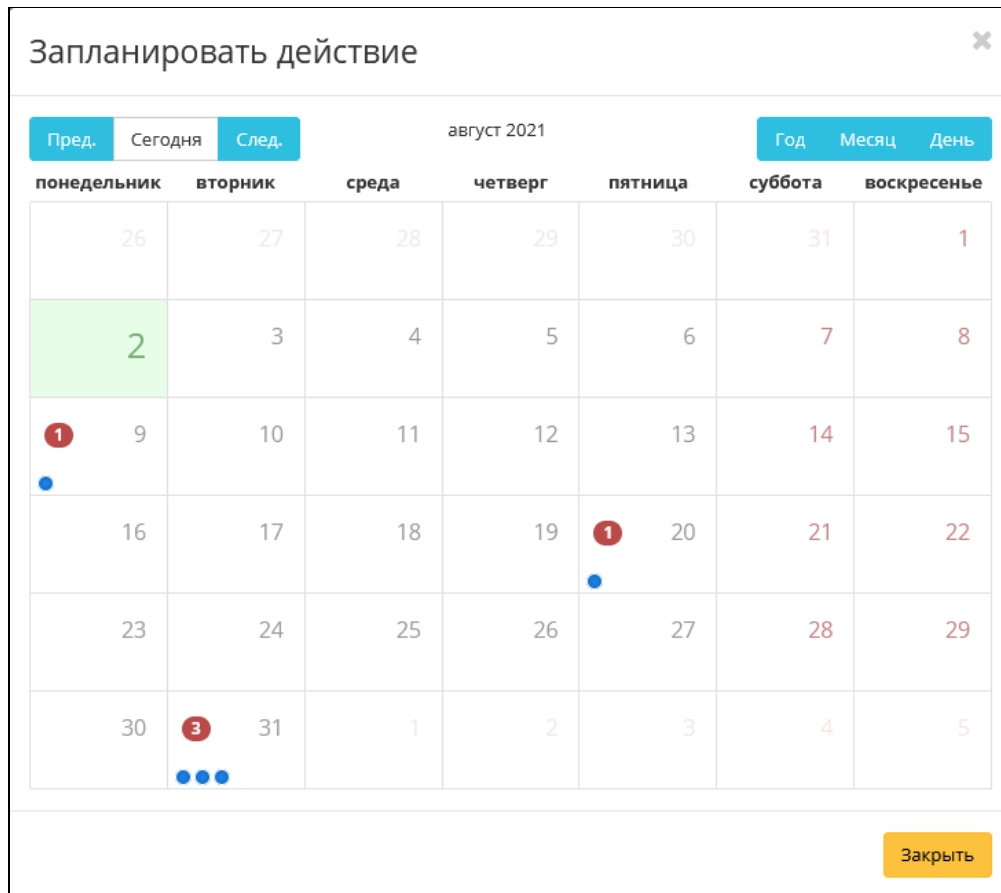 Запланировать действие ×
Пред. Сегодня След. август 2021 Год Месяц День
понедельник вторник среда четверг пятница суббота воскресенье
26 27 28 29 30 31 1
2 3 4 5 6 7 8
1 9 10 11 12 13 14 15
16 17 18 19 1 20 21 22
23 24 25 26 27 28 29
30 3 31 1 2 3 4 5
Закрыть